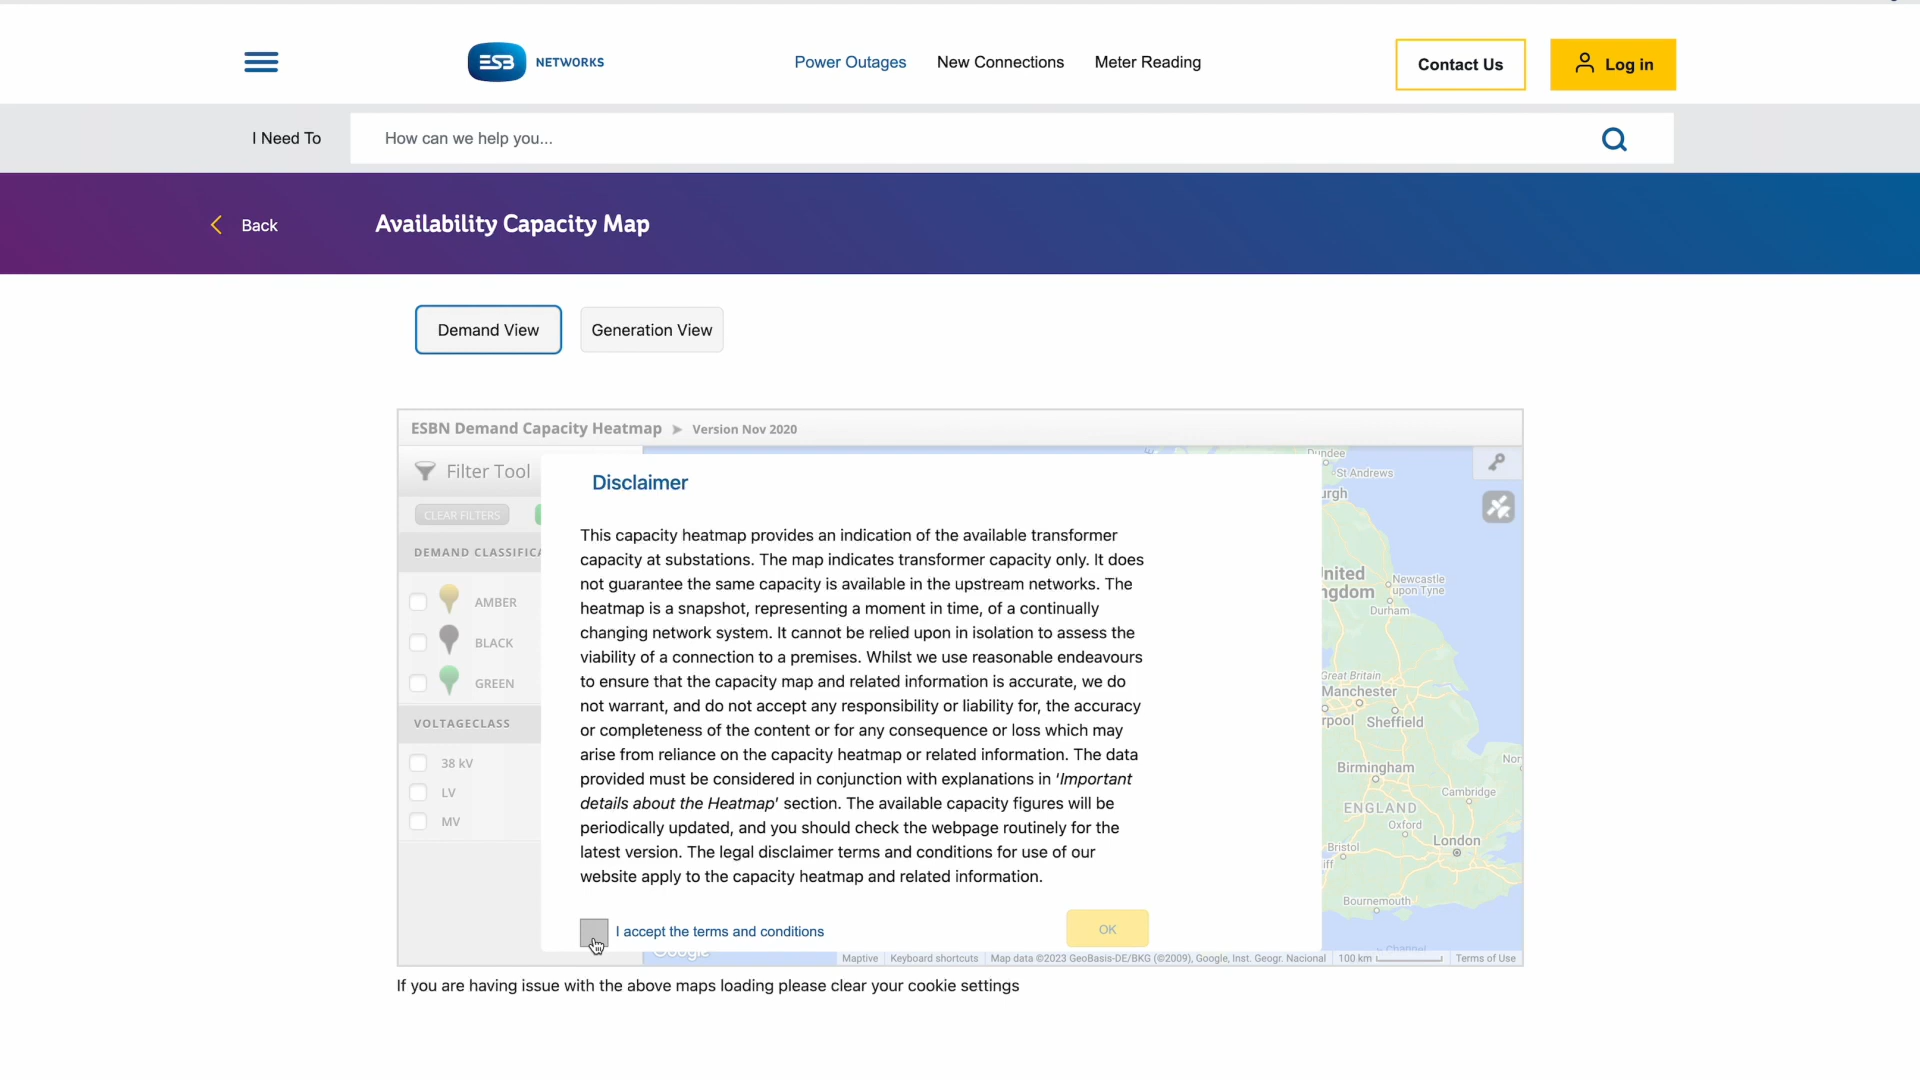 ESB NETWORKS
Power Outages
New Connections
Meter Reading
Contact Us
Log in
I Need To
How can we help you...
Back
Availability Capacity Map
Demand View
Generation View
ESBN Demand Capacity Heatmap ► Version Nov 2020
Filter Tool
CLEAR FILTERS
DEMAND CLASSIFICA
AMBER
BLACK
GREEN
VOLTAGECLASS
38 kV
LV
MV
Disclaimer
This capacity heatmap provides an indication of the available transformer
capacity at substations. The map indicates transformer capacity only. It does
not guarantee the same capacity is available in the upstream networks. The
heatmap is a snapshot, representing a moment in time, of a continually
changing network system. It cannot be relied upon in isolation to assess the
viability of a connection to a premises. Whilst we use reasonable endeavours
to ensure that the capacity map and related information is accurate, we do
not warrant, and do not accept any responsibility or liability for, the accuracy
or completeness of the content or for any consequence or loss which may
arise from reliance on the capacity heatmap or related information. The data
provided must be considered in conjunction with explanations in 'Important
details about the Heatmap' section. The available capacity figures will be
periodically updated, and you should check the webpage routinely for the
latest version. The legal disclaimer terms and conditions for use of our
website apply to the capacity heatmap and related information.
I accept the terms and conditions
OK
Dundee
St Andrews
urgh
nited
ngdom
Newcastle
upon Tyne
Durham
Great Britain
Manchester
rpool
Sheffield
Birmingham
Nor
Cambridge
ENGLAND
Oxford
London
Bristol
iff
Bournemouth
Channel
Google
Maptive
Keyboard shortcuts
Map data ©2023 GeoBasis-DE/BKG (©2009), Google, Inst. Geogr. Nacional
100 km
Terms of Use
If you are having issue with the above maps loading please clear your cookie settings